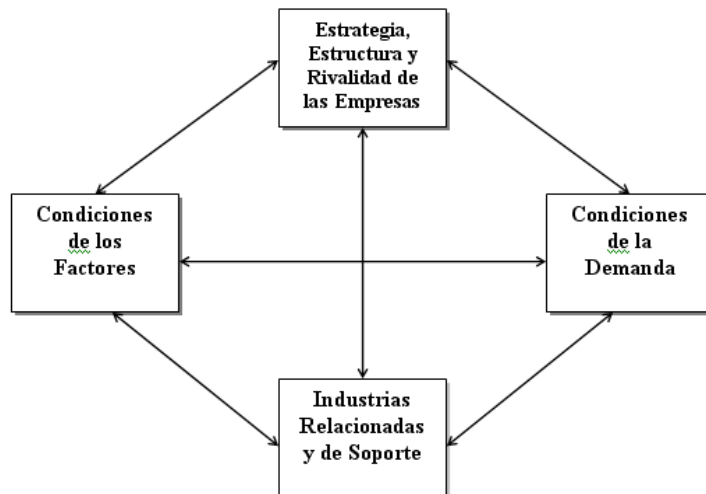 Estrategia,
Estructura y
Rivalidad de
las Empresas
Condiciones
de los
Factores
Condiciones
de la
Demanda
Industrias
Relacionadas
y de Soporte